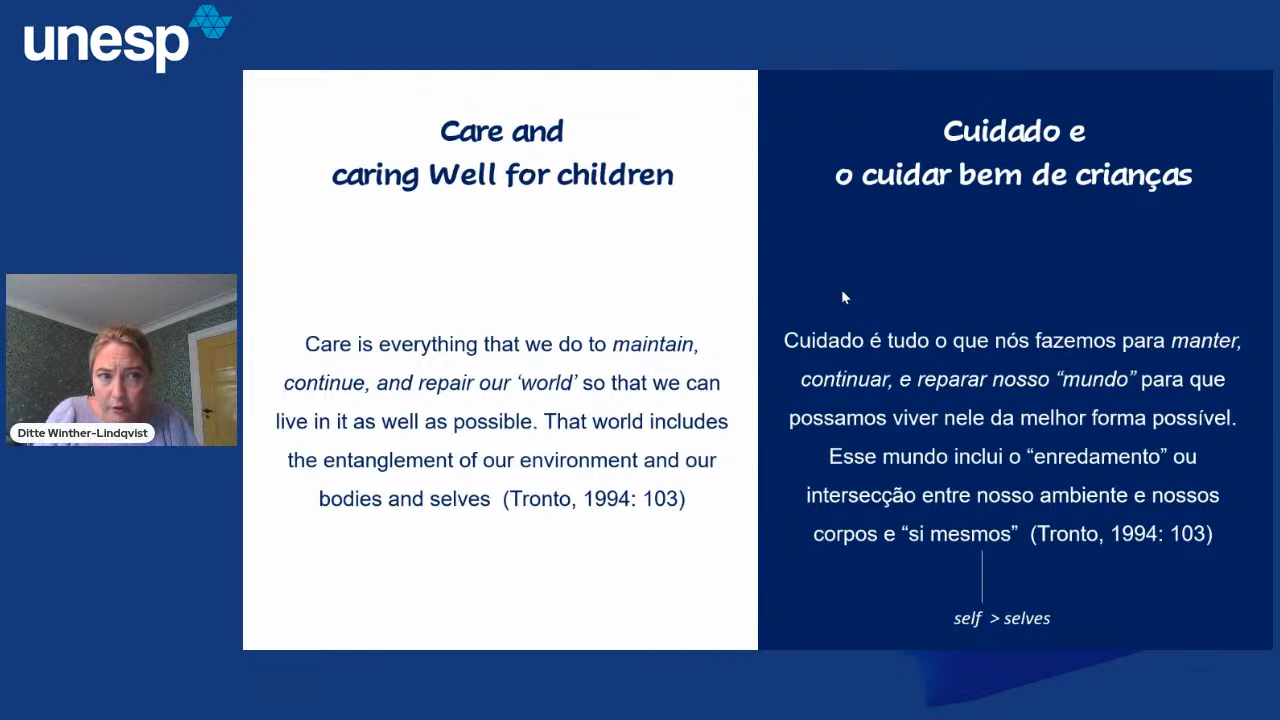 unesp
Care and
caring Well for children
Care is everything that we do to maintain,
continue, and repair our ‘world’ so that we can
live in it as well as possible. That world includes
the entanglement of our environment and our
bodies and selves (Tronto, 1994: 103)
Cuidado e
o cuidar bem de crianças
Cuidado é tudo o que nós fazemos para manter,
continuar, e reparar nosso “mundo” para que
possamos viver nele da melhor forma possível.
Esse mundo inclui o “enredamento” ou
intersecção entre nosso ambiente e nossos
corpos e “si mesmos” (Tronto, 1994: 103)
self > selves
Ditte Winther-Lindqvist